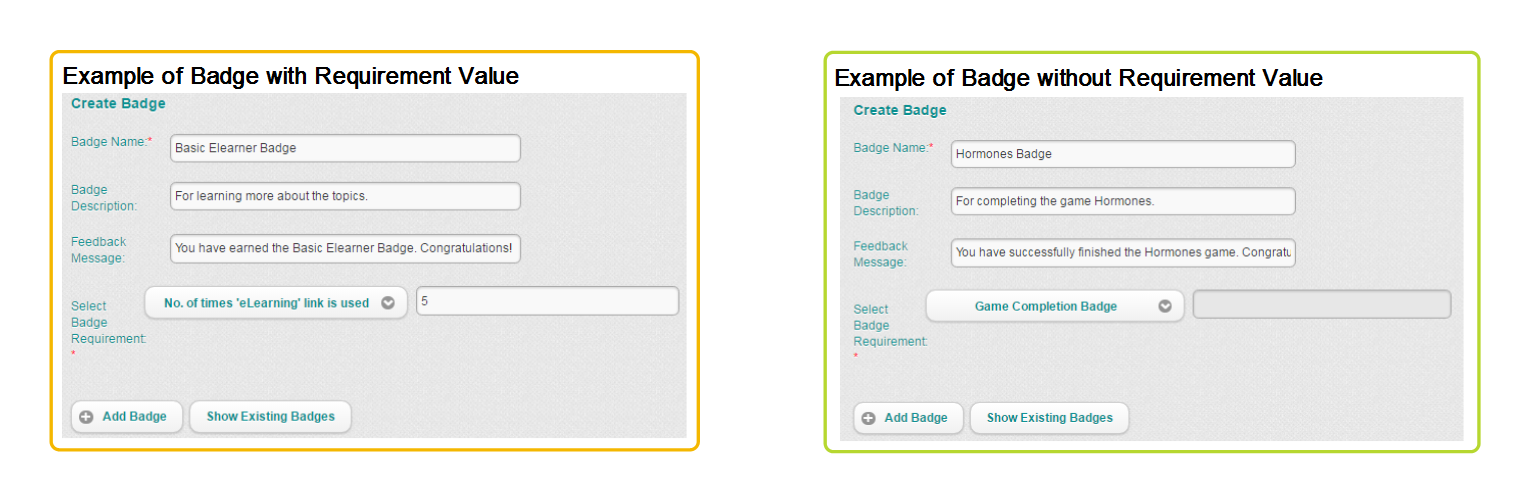 Example of Badge with Requirement Value
Create Badge
Badge Name:*
Basic Elearner Badge
Badge
Description:
For learning more about the topics.
Feedback
Message:
You have earned the Basic Elearner Badge. Congratulations!
Select
Badge
Requirement:
*
No. of times 'eLearning' link is used
5
Add Badge
Show Existing Badges
Example of Badge without Requirement Value
Create Badge
Badge Name:*
Hormones Badge
Badge
Description:
For completing the game Hormones.
Feedback
Message:
You have successfully finished the Hormones game. Congratu
Select
Badge
Requirement:
*
Game Completion Badge
Add Badge
Show Existing Badges